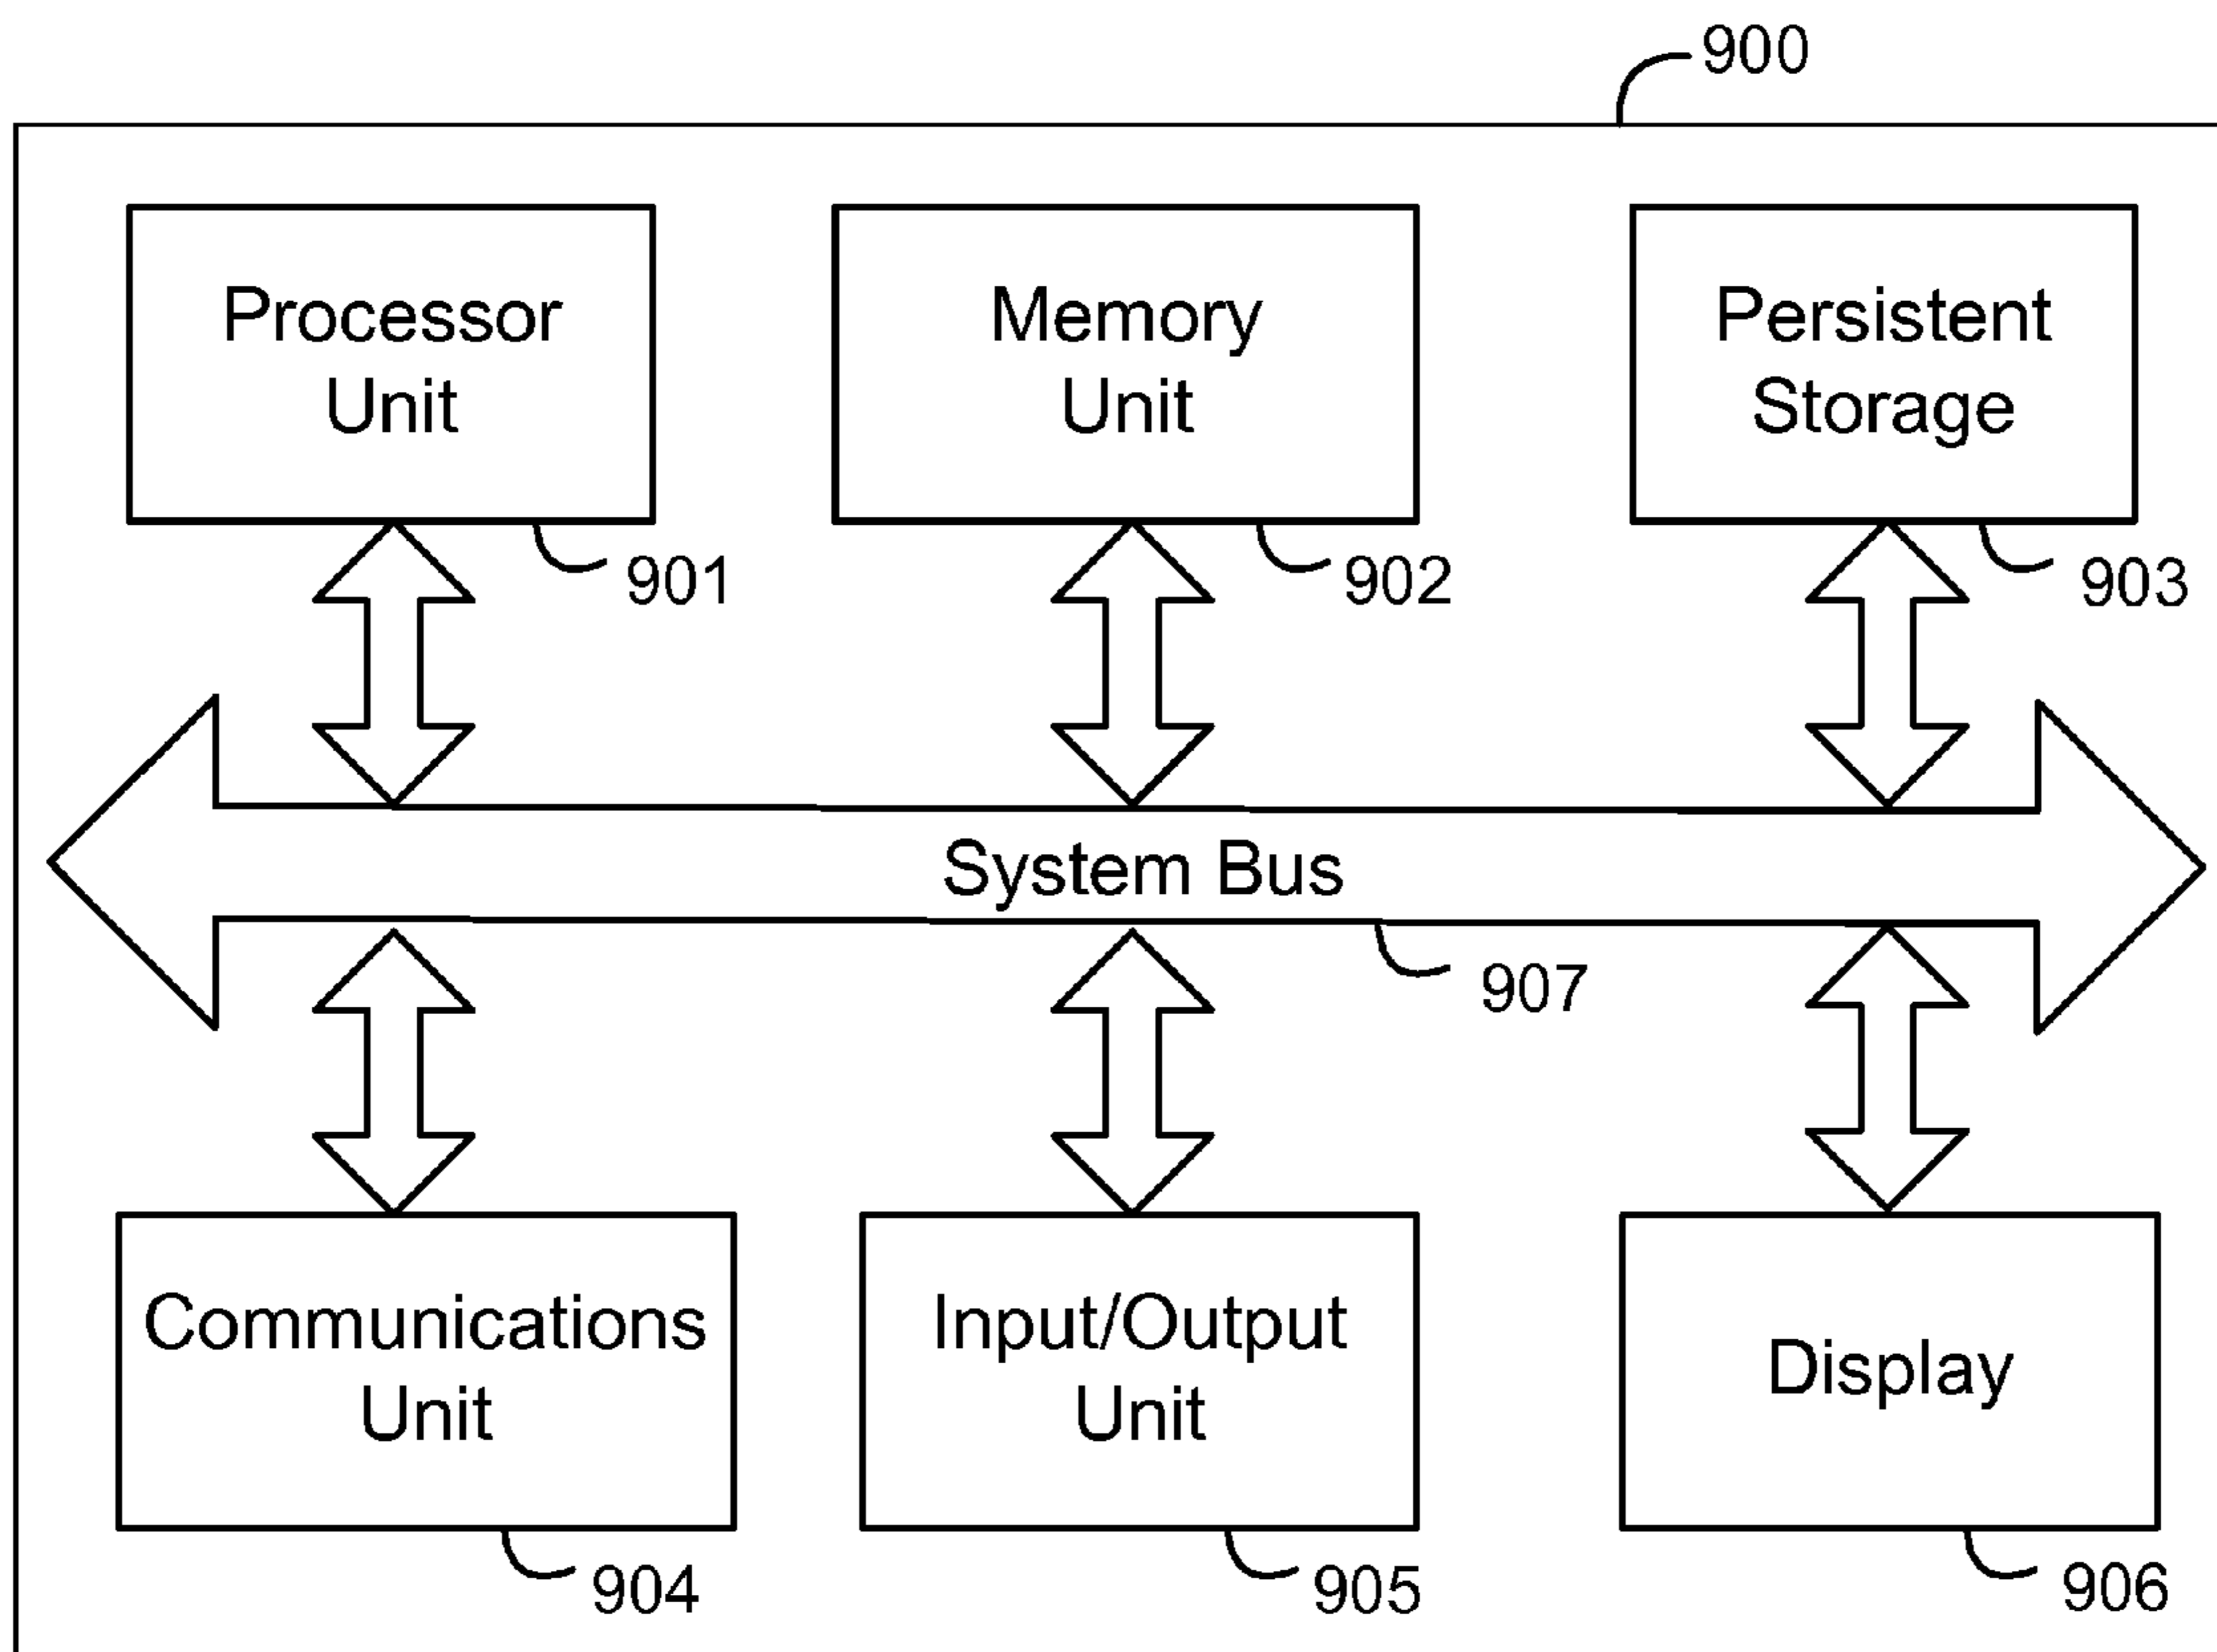 900
Processor
Unit
901
Memory
Unit
902
Persistent
Storage
903
System Bus
907
Communications
Unit
904
Input/Output
Unit
905
Display
906